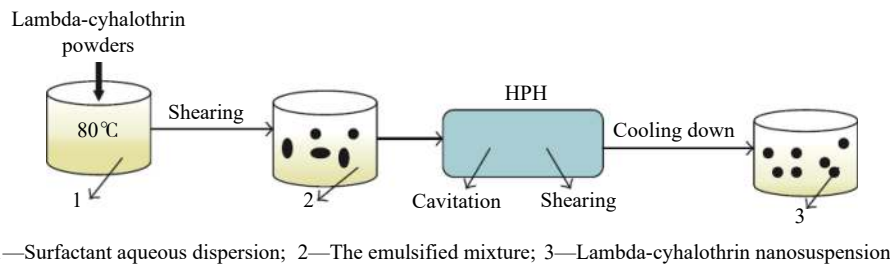 Lambda-cyhalothrin
powders
80℃
Shearing
HPH
Cooling down
1
2
Cavitation
Shearing
3
—Surfactant aqueous dispersion; 2—The emulsified mixture; 3—Lambda-cyhalothrin nanosuspension